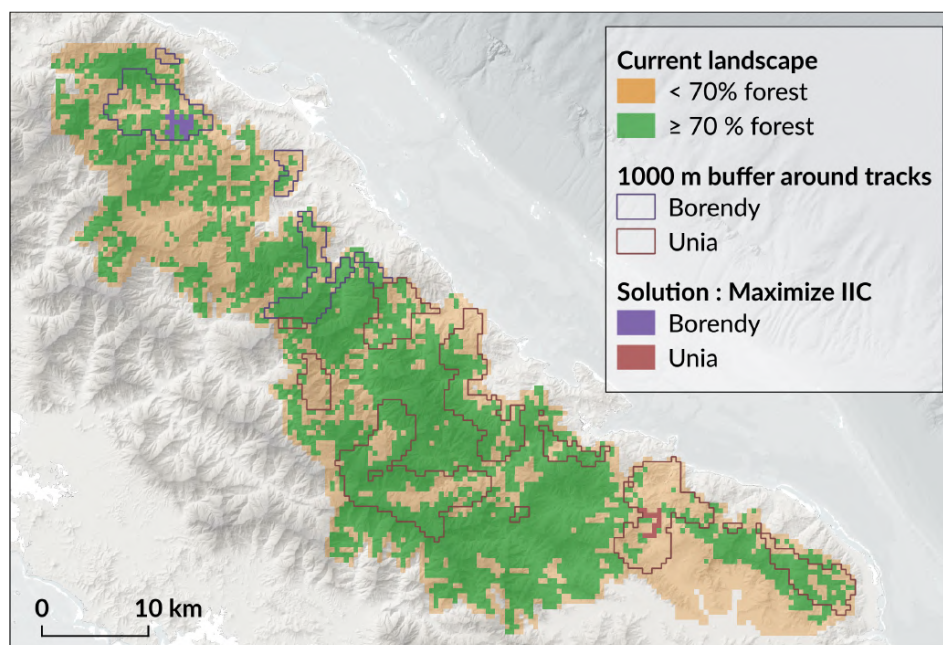 Current landscape
< 70% forest
≥ 70 % forest
1000 m buffer around tracks
Borendy
Unia
Solution : Maximize IIC
Borendy
Unia
0 10 km